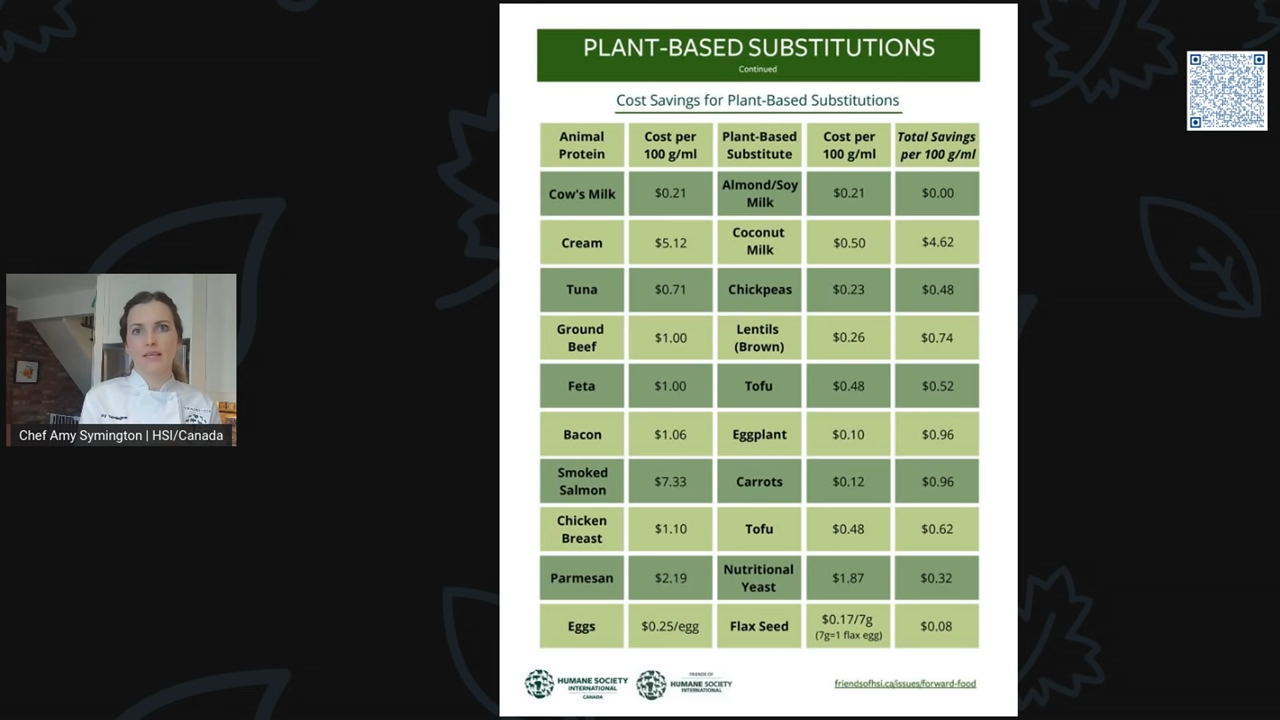 PLANT-BASED SUBSTITUTIONS
Continued
Cost Savings for Plant-Based Substitutions
Animal Protein | Cost per 100 g/ml | Plant-Based Substitute | Cost per 100 g/ml | Total Savings per 100 g/ml
Cow's Milk | $0.21 | Almond/Soy Milk | $0.21 | $0.00
Cream | $5.12 | Coconut Milk | $0.50 | $4.62
Tuna | $0.71 | Chickpeas | $0.23 | $0.48
Ground Beef | $1.00 | Lentils (Brown) | $0.26 | $0.74
Feta | $1.00 | Tofu | $0.48 | $0.52
Bacon | $1.06 | Eggplant | $0.10 | $0.96
Smoked Salmon | $7.33 | Carrots | $0.12 | $0.96
Chicken Breast | $1.10 | Tofu | $0.48 | $0.62
Parmesan | $2.19 | Nutritional Yeast | $1.87 | $0.32
Eggs | $0.25/egg | Flax Seed | $0.17/7g (7g=1 flax egg) | $0.08
HUMANE SOCIETY
INTERNATIONAL
CANADA
FRIENDS OF
HUMANE SOCIETY
INTERNATIONAL
friendsofhsi.ca/issues/forward-food
Chef Amy Symington | HSI/Canada